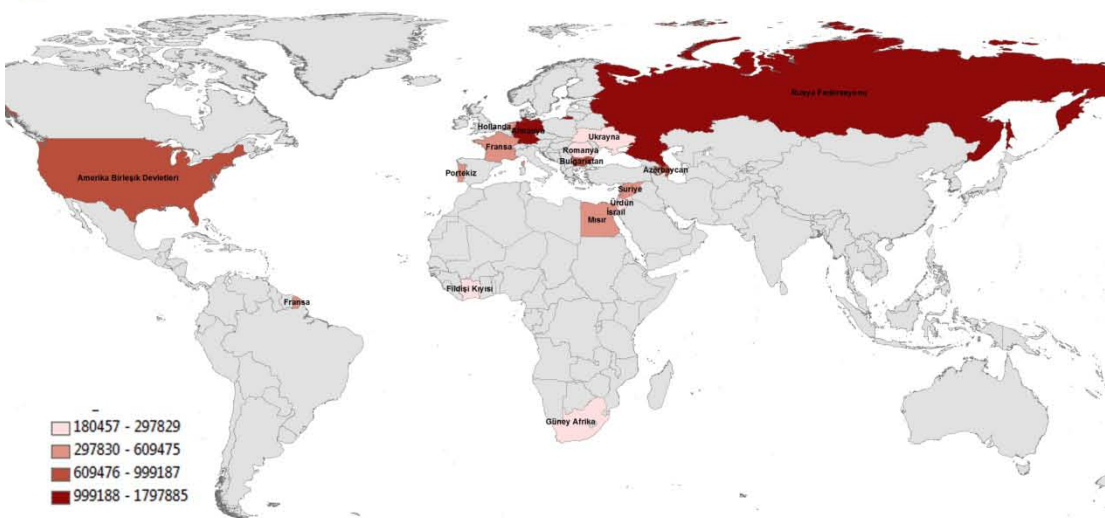 Rusya Federasyonu
Hollanda
Almanya
Ukrayna
Fransa
Romanya
Bulgaristan
Portekiz
Azerbaycan
Amerika Birleşik Devletleri
Suriye
Ürdün
İsrail
Mısır
Fildişi Kıyısı
Fransa
Güney Afrika
180457 - 297829
297830 - 609475
609476 - 999187
999188 - 1797885